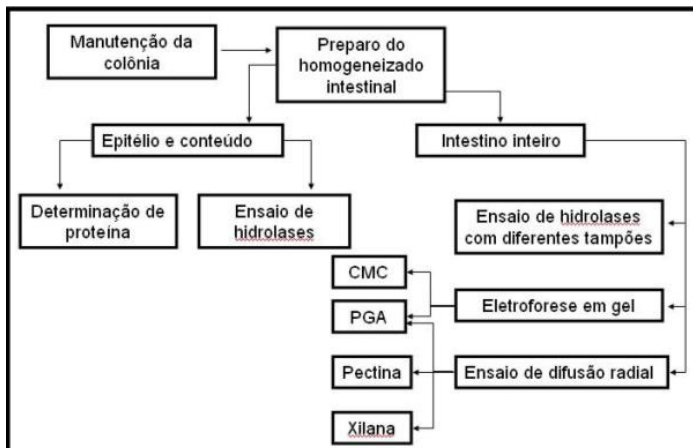 Manutenção da
colônia
Preparo do
homogeneizado
intestinal
Epitélio e conteúdo
Intestino inteiro
Determinação de
proteína
Ensaio de
hidrolases
Ensaio de hidrolases
com diferentes tampões
CMC
Eletroforese em gel
PGA
Pectina
Ensaio de difusão radial
Xilana